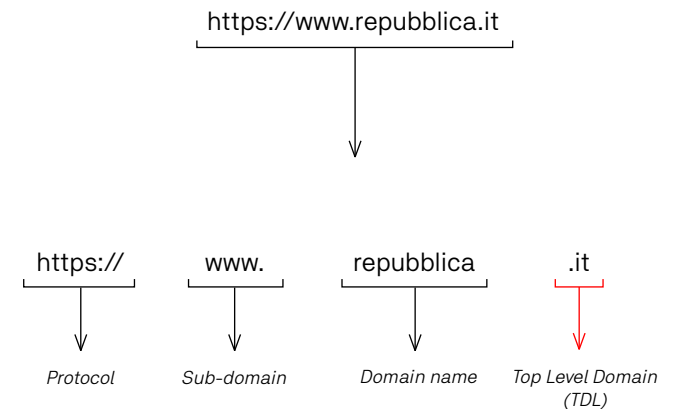 https://www.repubblica.it
https:// www. repubblica .it
Protocol Sub-domain Domain name Top Level Domain
(TDL)